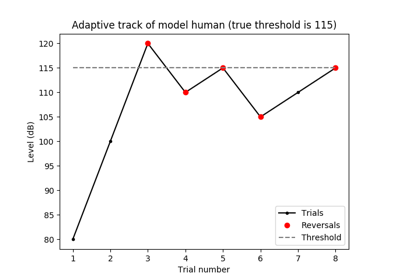 Adaptive track of model human (true threshold is 115)
120
115
110
105
100
95
90
85
80
Level (dB)
Trials
Reversals
Threshold
1 2 3 4 5 6 7 8
Trial number